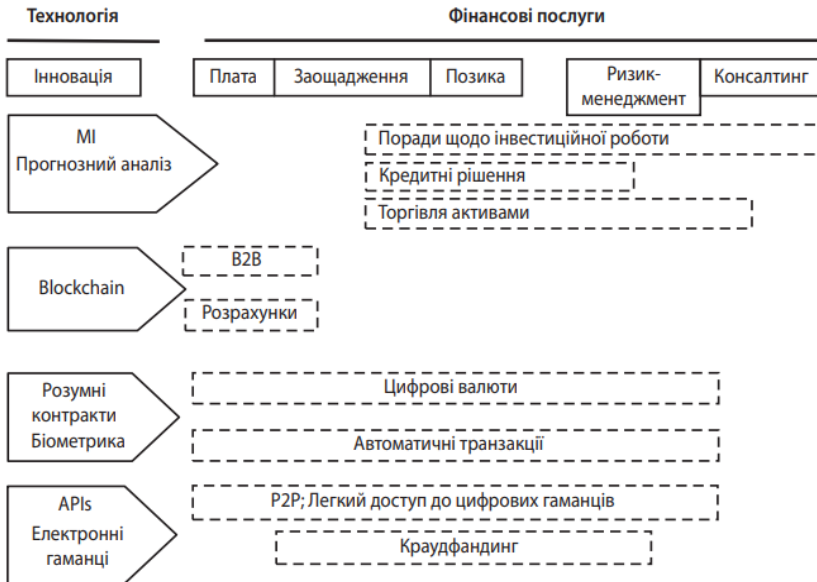 Технологія
Фінансові послуги
Інновація
Плата
Заощадження
Позика
Ризик-
менеджмент
Консалтинг
МІ
Прогнозний аналіз
Поради щодо інвестиційної роботи
Кредитні рішення
Торгівля активами
Blockchain
B2B
Розрахунки
Розумні
контракти
Біометрика
Цифрові валюти
Автоматичні транзакції
APIs
Електронні
гаманці
P2P; Легкий доступ до цифрових гаманців
Краудфандинг